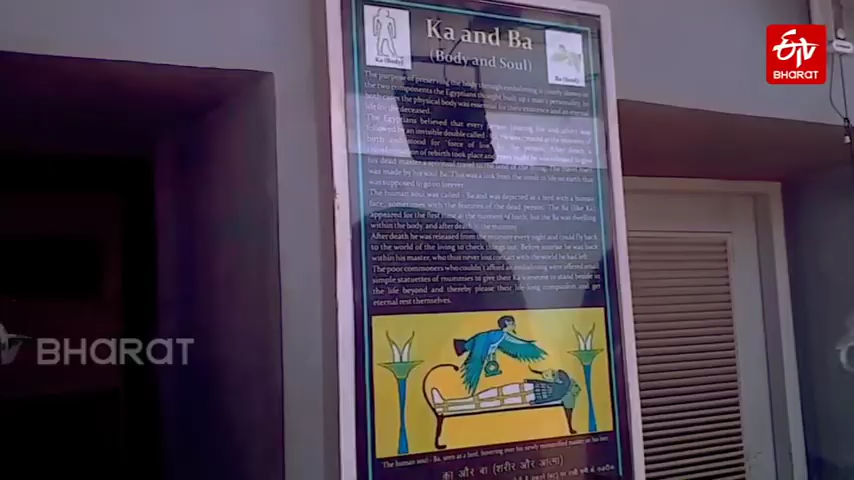 Ka and Ba
(Body and Soul)
Ka (Body)
Ba (Soul)
The purpose of preserving the body through embalming is closely
the two components the Egyptians thought built up a man's personality. In
both cases the physical body was essential for their existence and an eternal
life for the deceased.
The Egyptians believed that every
followed by an invisible double called
birth and stood for "force of
of rebirth took place and
his dead master
was made by his soul Ba. This was a link from the tomb to life on earth that
was supposed to go on forever.
The human soul was called - Ba and was depicted as a bird with a human
face, sometimes with the features of the dead person. The Ba (like Ka)
appeared for the first time at the moment of birth, but the Ba was dwelling
within the body, and after death in the mummy.
After death he was released from the mummy every night and could fly back
to the world of the living to check things out. Before sunrise he was back
within his master, who thus never lost contact with the world he had left.
The poor commoners who couldn't afford an embalming were offered small
simple statuettes of mummies to give their Ka someone to stand beside in
the life beyond and thereby please their life-long companion and get
eternal rest themselves.
The human soul - Ba, seen as a bird, hovering over his newly mummified master on his bier.
का और बा (शरीर और आत्मा)
ETV
BHARAT
BHARAT